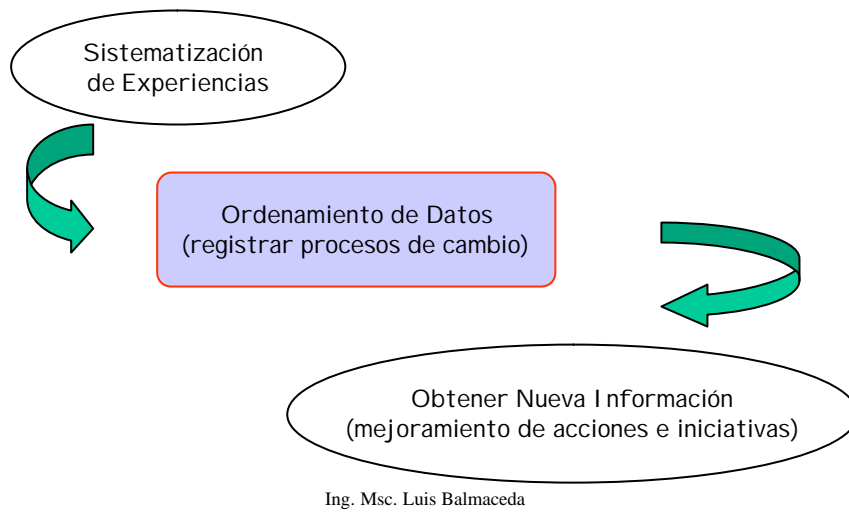 Sistematización
de Experiencias
Ordenamiento de Datos
(registrar procesos de cambio)
Obtener Nueva Información
(mejoramiento de acciones e iniciativas)
Ing. Msc. Luis Balmaceda